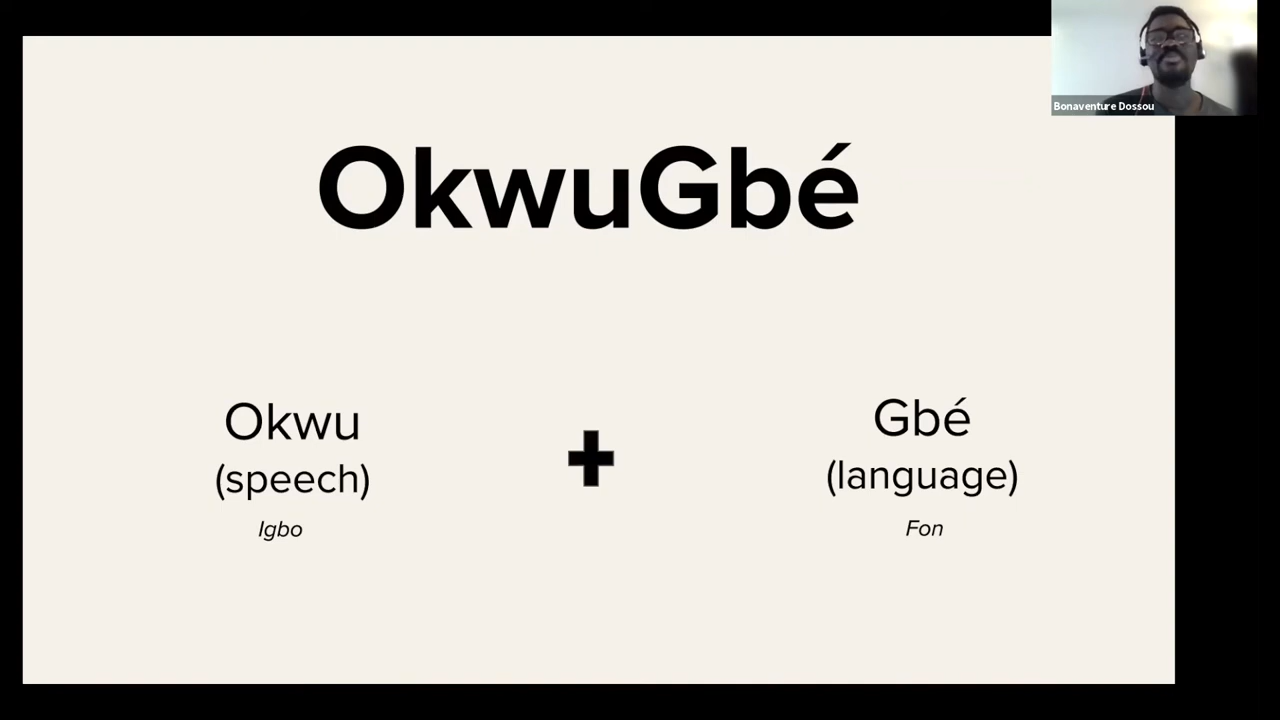 Bonaventure Dossou
OkwuGbé
Okwu
(speech)
Igbo
Gbé
(language)
Fon